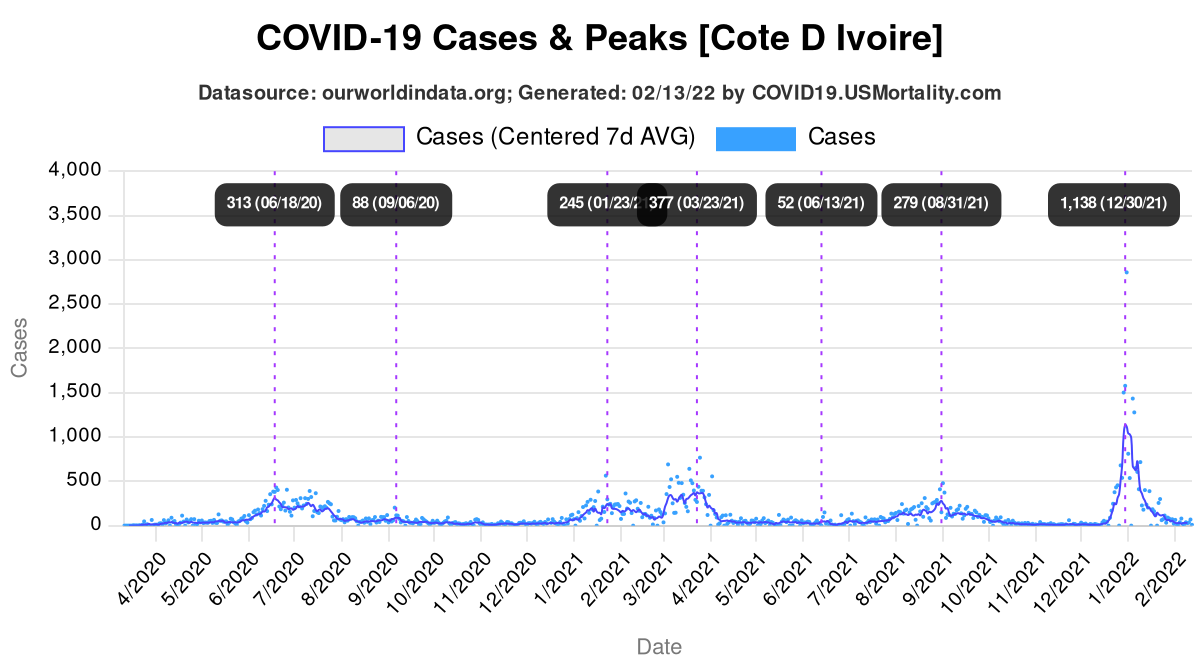 COVID-19 Cases & Peaks [Cote D Ivoire]
Datasource: ourworldindata.org; Generated: 02/13/22 by COVID19.USMortality.com
Cases (Centered 7d AVG) Cases
4,000
313 (06/18/20) 88 (09/06/20) 245 (01/23/21) 377 (03/23/21) 52 (06/13/21) 279 (08/31/21) 1,138 (12/30/21)
3,500
3,000
2,500
2,000
1,500
1,000
500
0
Cases
4/2020 5/2020 6/2020 7/2020 8/2020 9/2020 10/2020 11/2020 12/2020 1/2021 2/2021 3/2021 4/2021 5/2021 6/2021 7/2021 8/2021 9/2021 10/2021 11/2021 12/2021 1/2022 2/2022
Date